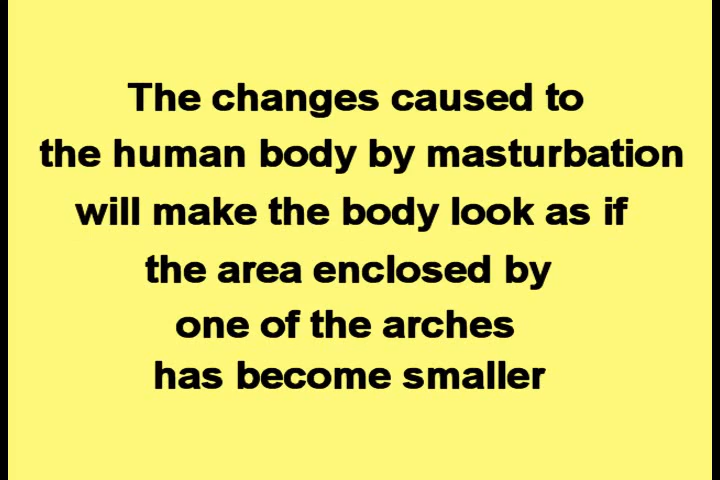 The changes caused to
the human body by masturbation
will make the body look as if
the area enclosed by
one of the arches
has become smaller